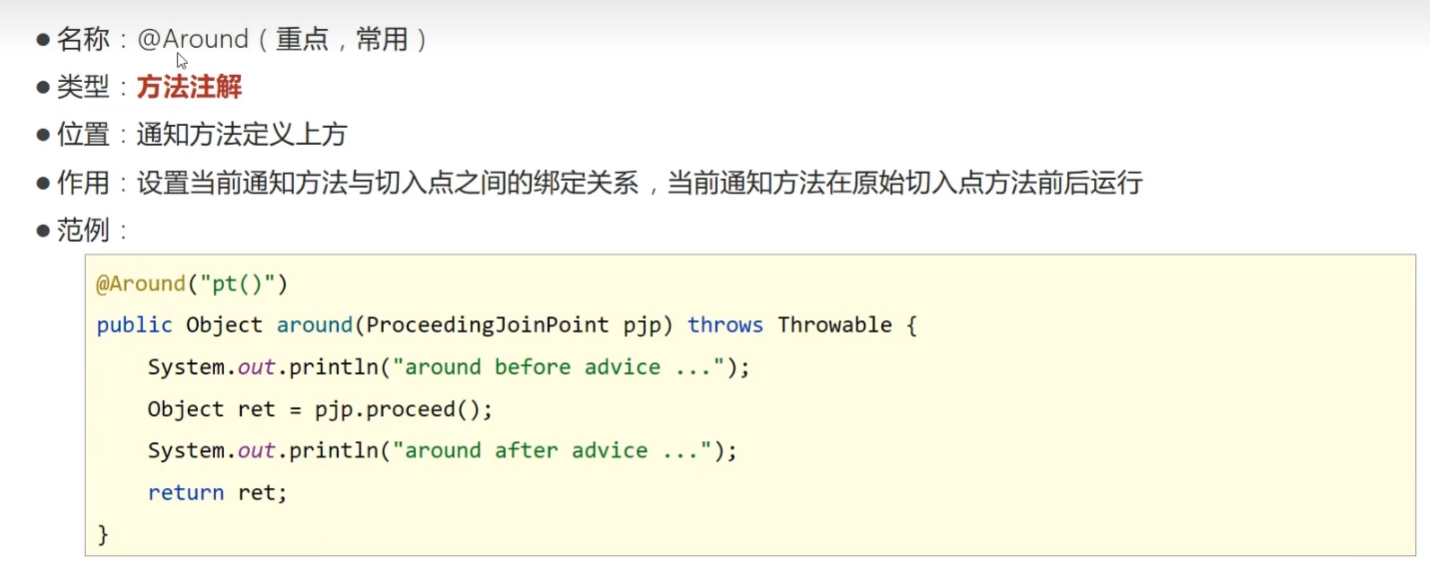 ● 名称：@Around（重点，常用）
● 类型：方法注解
● 位置：通知方法定义上方
● 作用：设置当前通知方法与切入点之间的绑定关系，当前通知方法在原始切入点方法前后运行
● 范例：
@Around("pt()")
public Object around(ProceedingJoinPoint pjp) throws Throwable {
    System.out.println("around before advice ...");
    Object ret = pjp.proceed();
    System.out.println("around after advice ...");
    return ret;
}